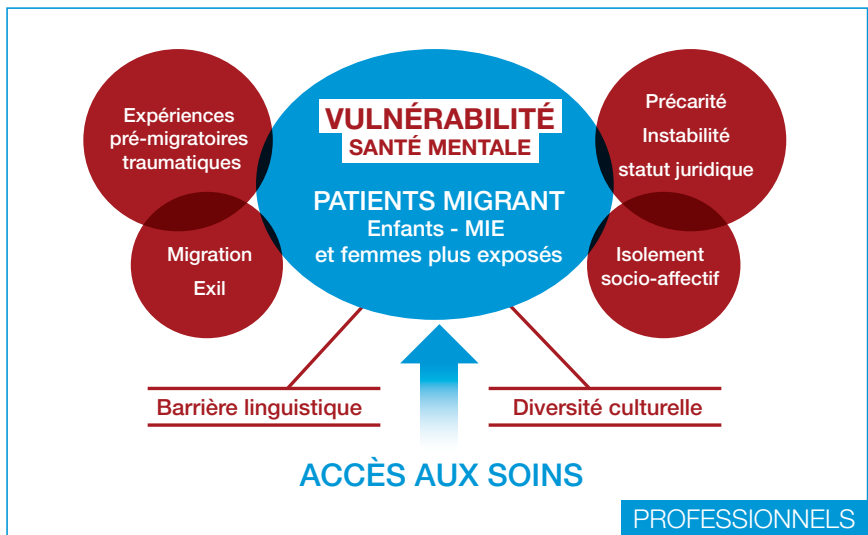 Expériences
pré-migratoires
traumatiques
Migration
Exil
VULNÉRABILITÉ
SANTÉ MENTALE
PATIENTS MIGRANT
Enfants - MIE
et femmes plus exposés
Précarité
Instabilité
statut juridique
Isolement
socio-affectif
Barrière linguistique
Diversité culturelle
ACCÈS AUX SOINS
PROFESSIONNELS